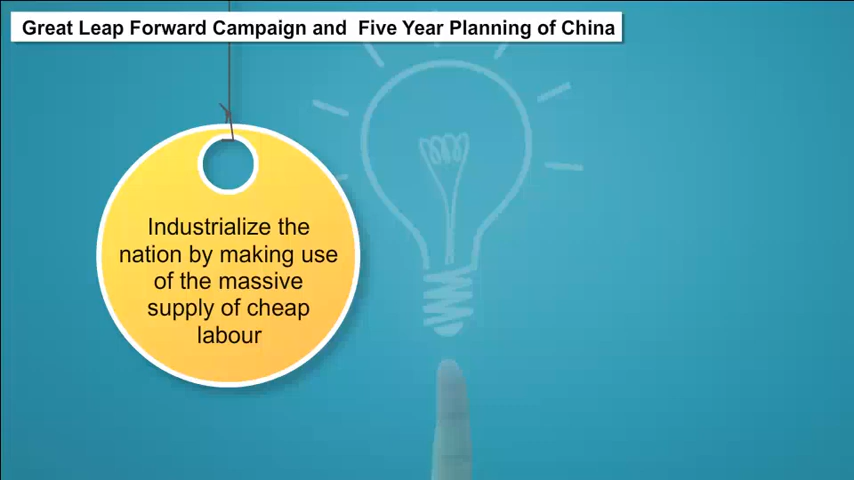 Great Leap Forward Campaign and  Five Year Planning of China
Industrialize the
nation by making use
of the massive
supply of cheap
labour